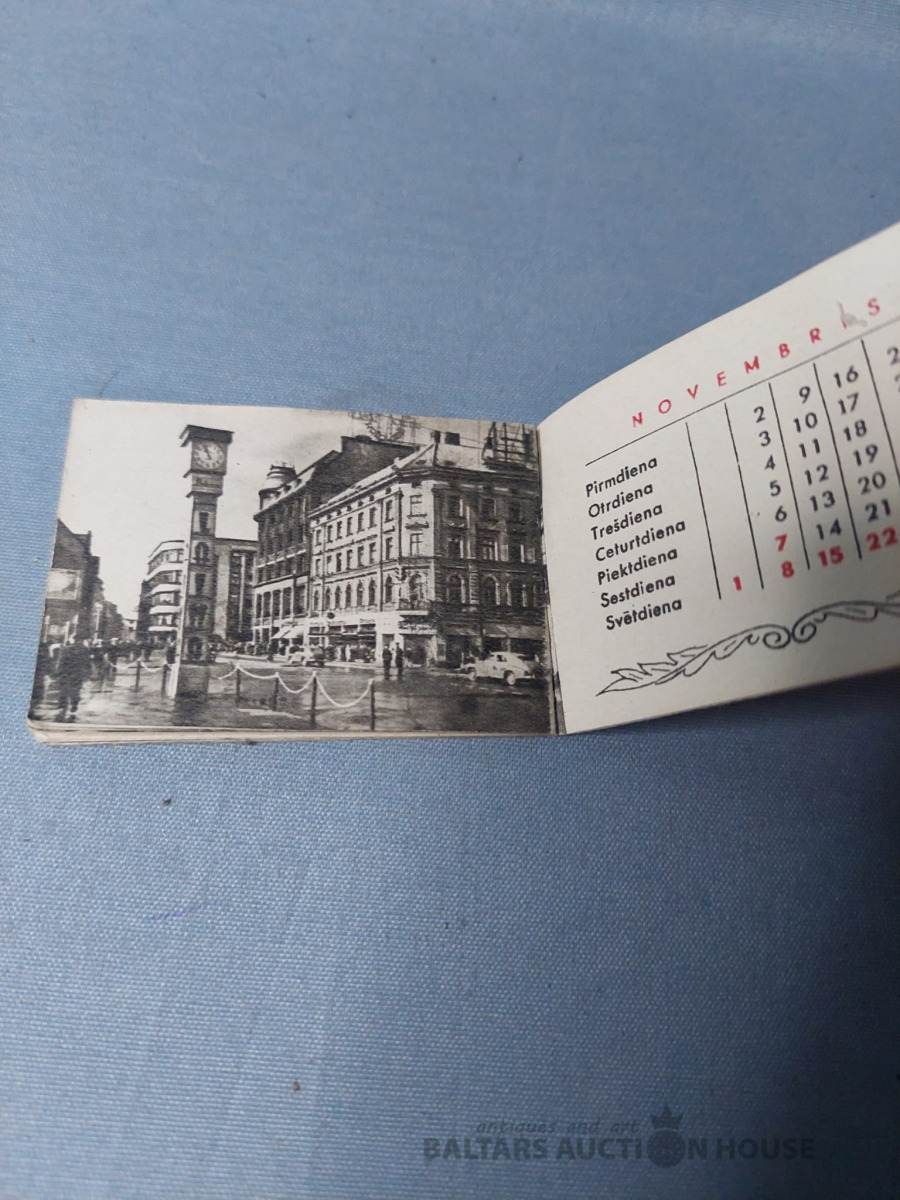 NOVEMBRIS
Pirmdiena 2 9 16
Otrdiena 3 10 17
Trešdiena 4 11 18
Ceturtdiena 5 12 19
Piektdiena 6 13 20
Sestdiena 7 14 21
Svētdiena 1 8 15 22
antiques and art
BALTARS AUCTION HOUSE